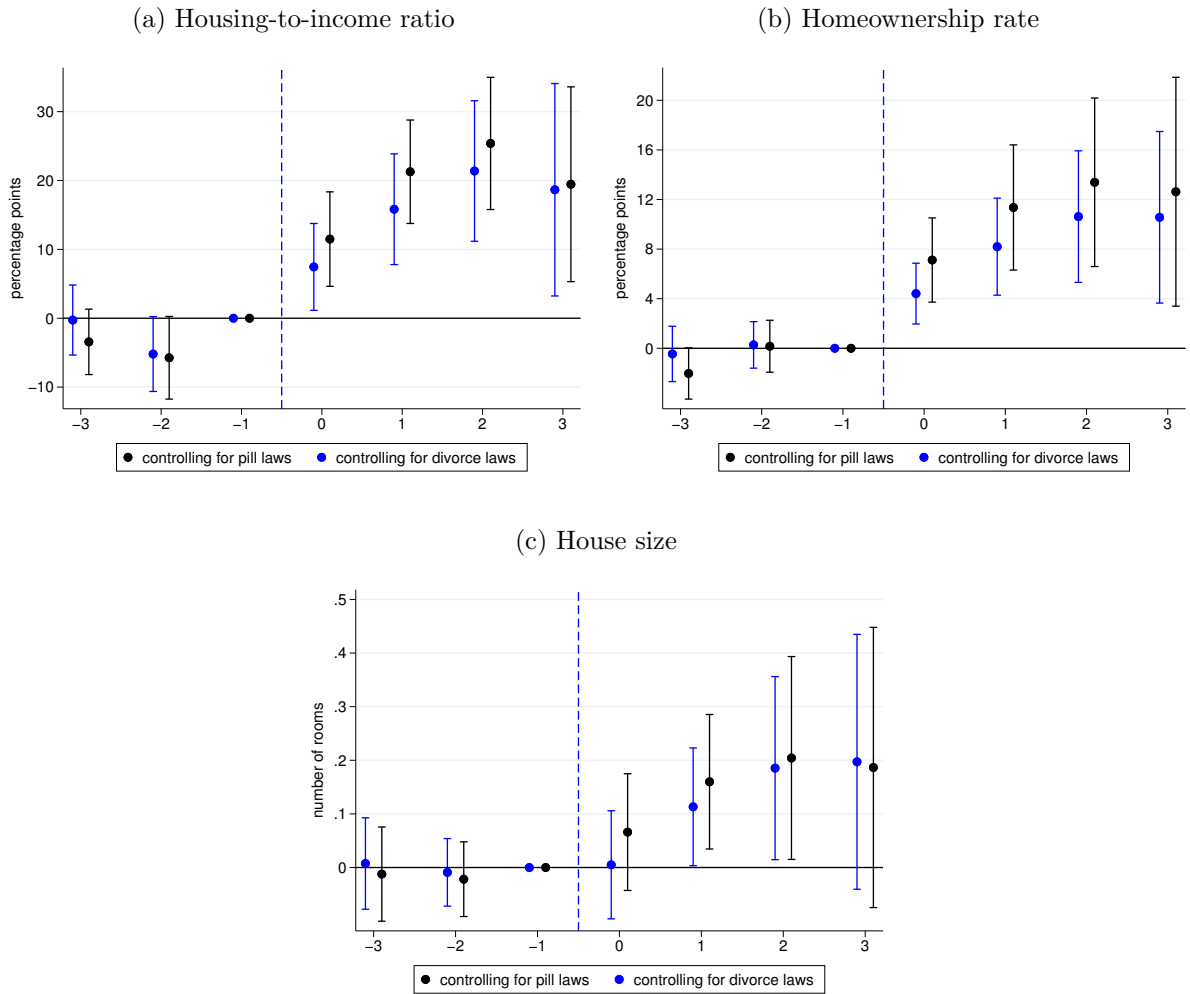 (a) Housing-to-income ratio
percentage points
30
20
10
0
−10
−3 −2 −1 0 1 2 3
controlling for pill laws controlling for divorce laws
(b) Homeownership rate
percentage points
20
16
12
8
4
0
−3 −2 −1 0 1 2 3
controlling for pill laws controlling for divorce laws
(c) House size
number of rooms
.5
.4
.3
.2
.1
0
−3 −2 −1 0 1 2 3
controlling for pill laws controlling for divorce laws